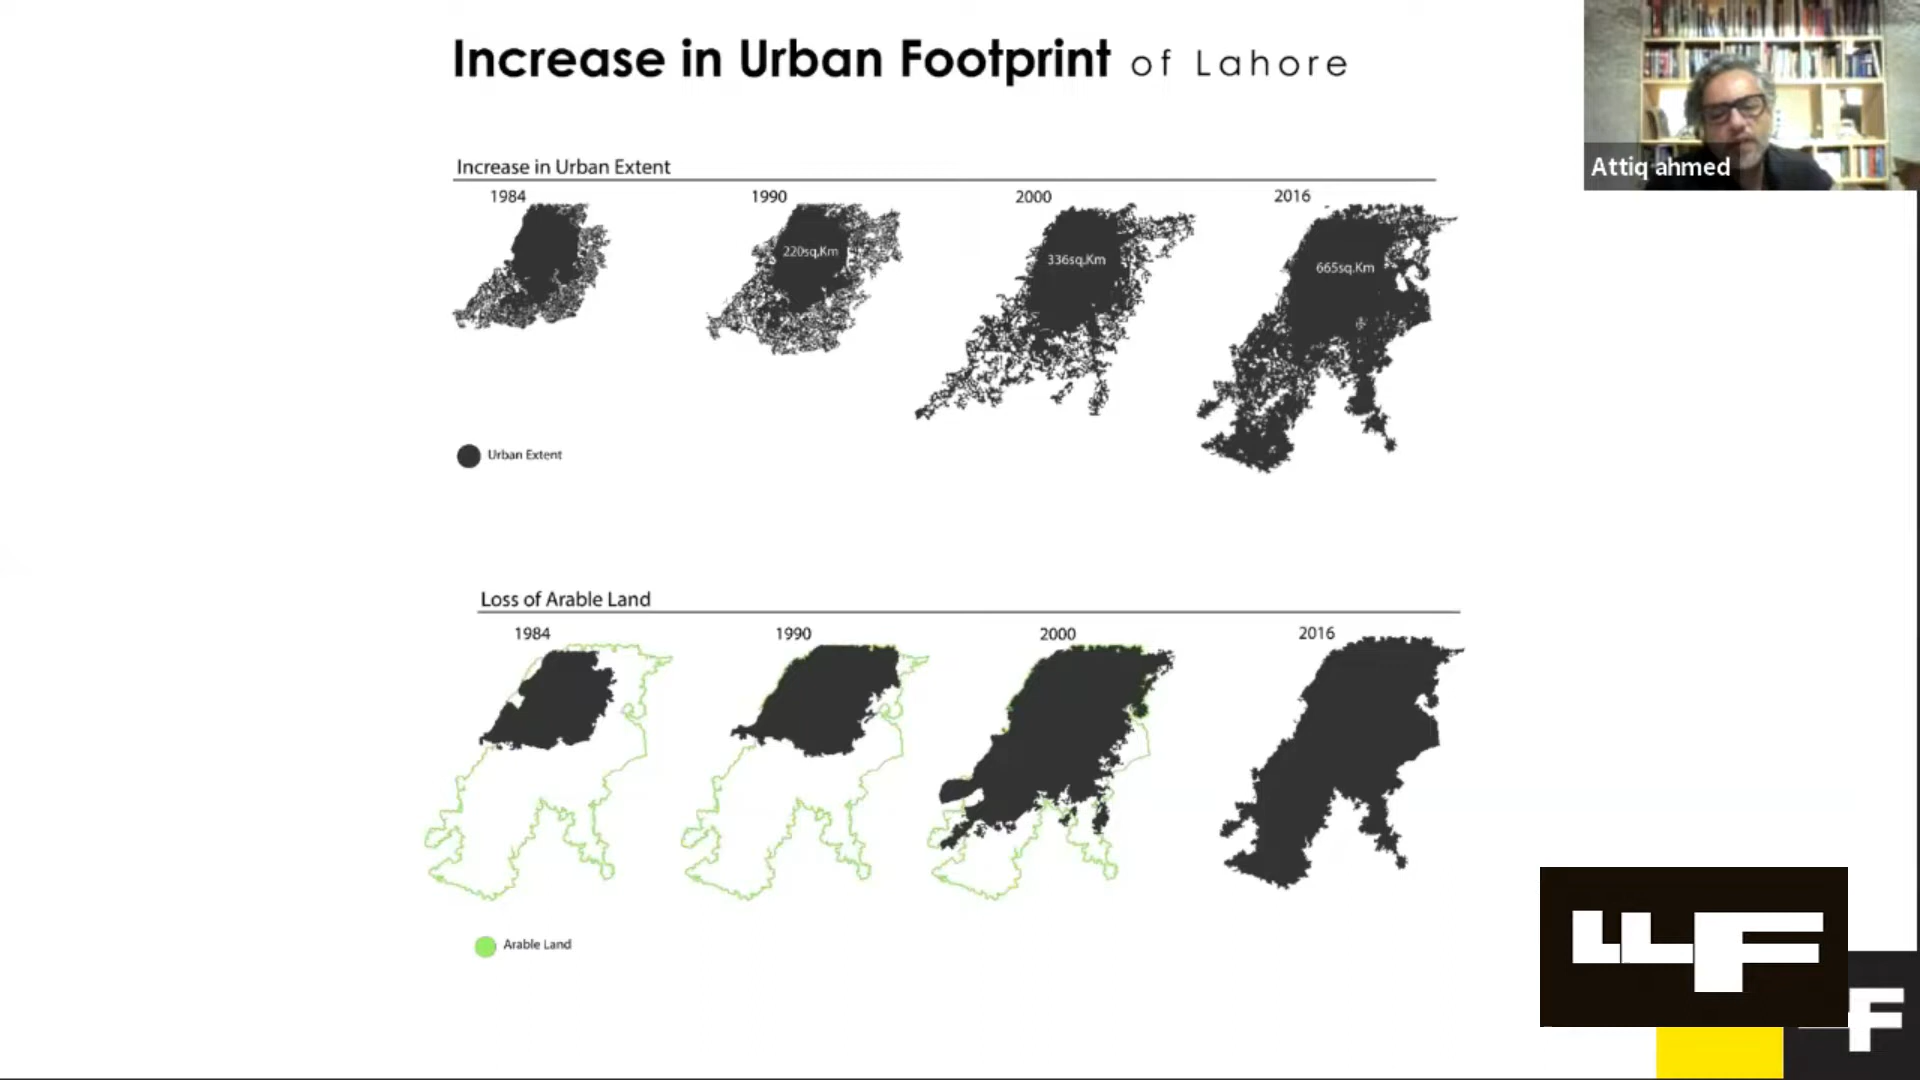 Increase in Urban Footprint of Lahore
Attiq ahmed
Increase in Urban Extent
1984 1990 2000 2016
220sq.Km 336sq.Km 665sq.Km
Urban Extent
Loss of Arable Land
1984 1990 2000 2016
Arable Land
F
F